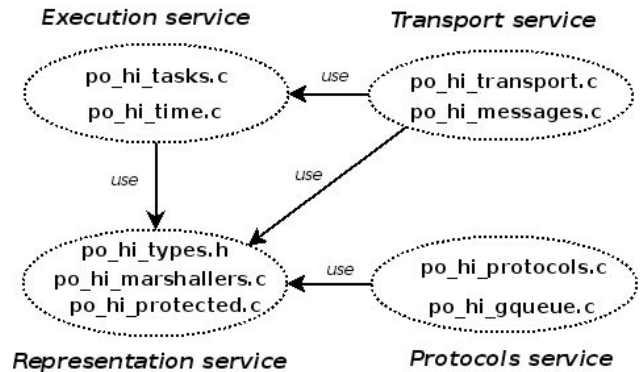 Execution service
Transport service
po_hi_tasks.c
po_hi_time.c
use
po_hi_transport.c
po_hi_messages.c
use
use
po_hi_types.h
po_hi_marshallers.c
po_hi_protected.c
use
po_hi_protocols.c
po_hi_gqueue.c
Representation service
Protocols service